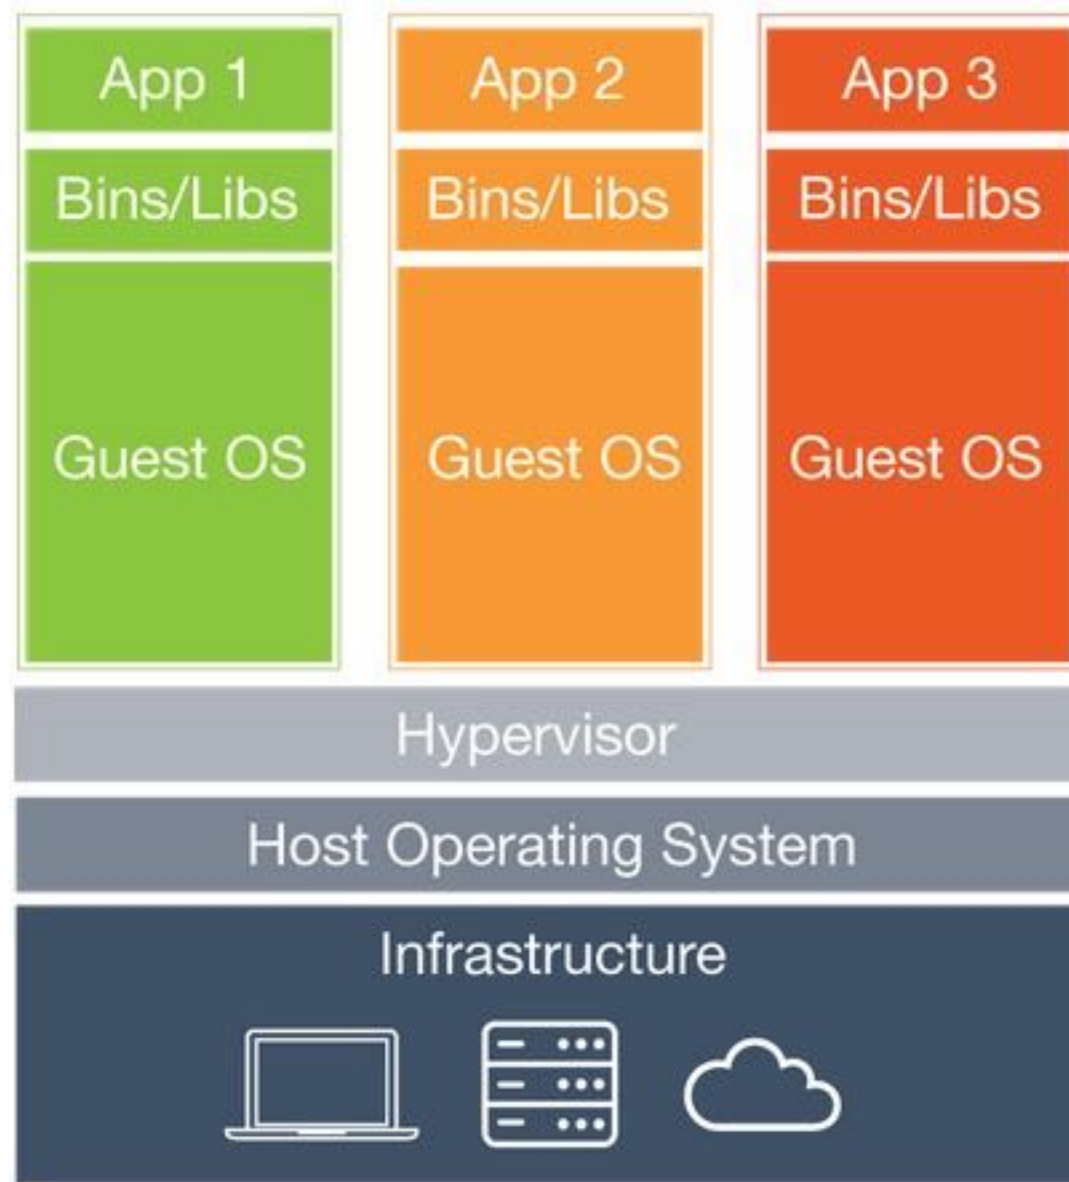 App 1
App 2
App 3
Bins/Libs
Bins/Libs
Bins/Libs
Guest OS
Guest OS
Guest OS
Hypervisor
Host Operating System
Infrastructure